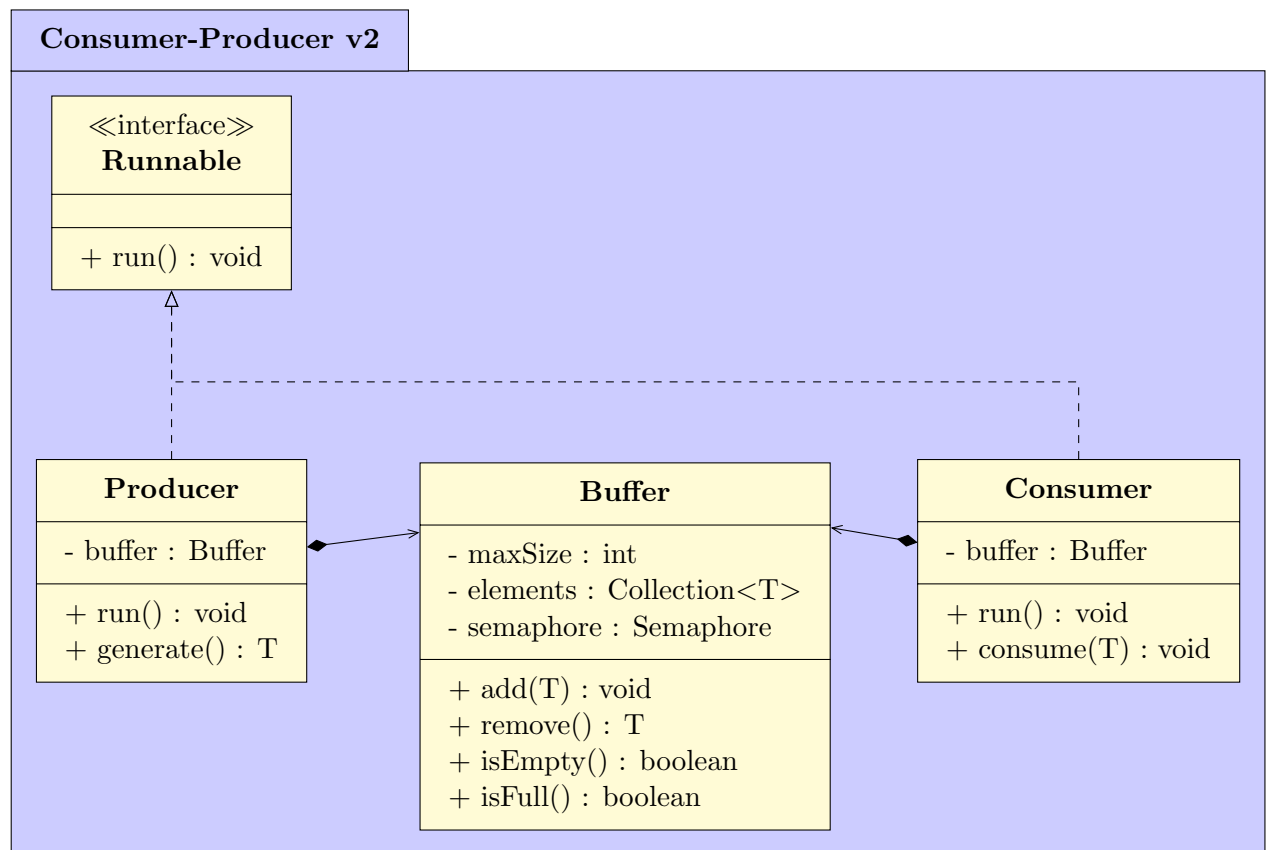 Consumer-Producer v2
≪interface≫
Runnable
+ run() : void
Producer
- buffer : Buffer
+ run() : void
+ generate() : T
Buffer
- maxSize : int
- elements : Collection<T>
- semaphore : Semaphore
+ add(T) : void
+ remove() : T
+ isEmpty() : boolean
+ isFull() : boolean
Consumer
- buffer : Buffer
+ run() : void
+ consume(T) : void